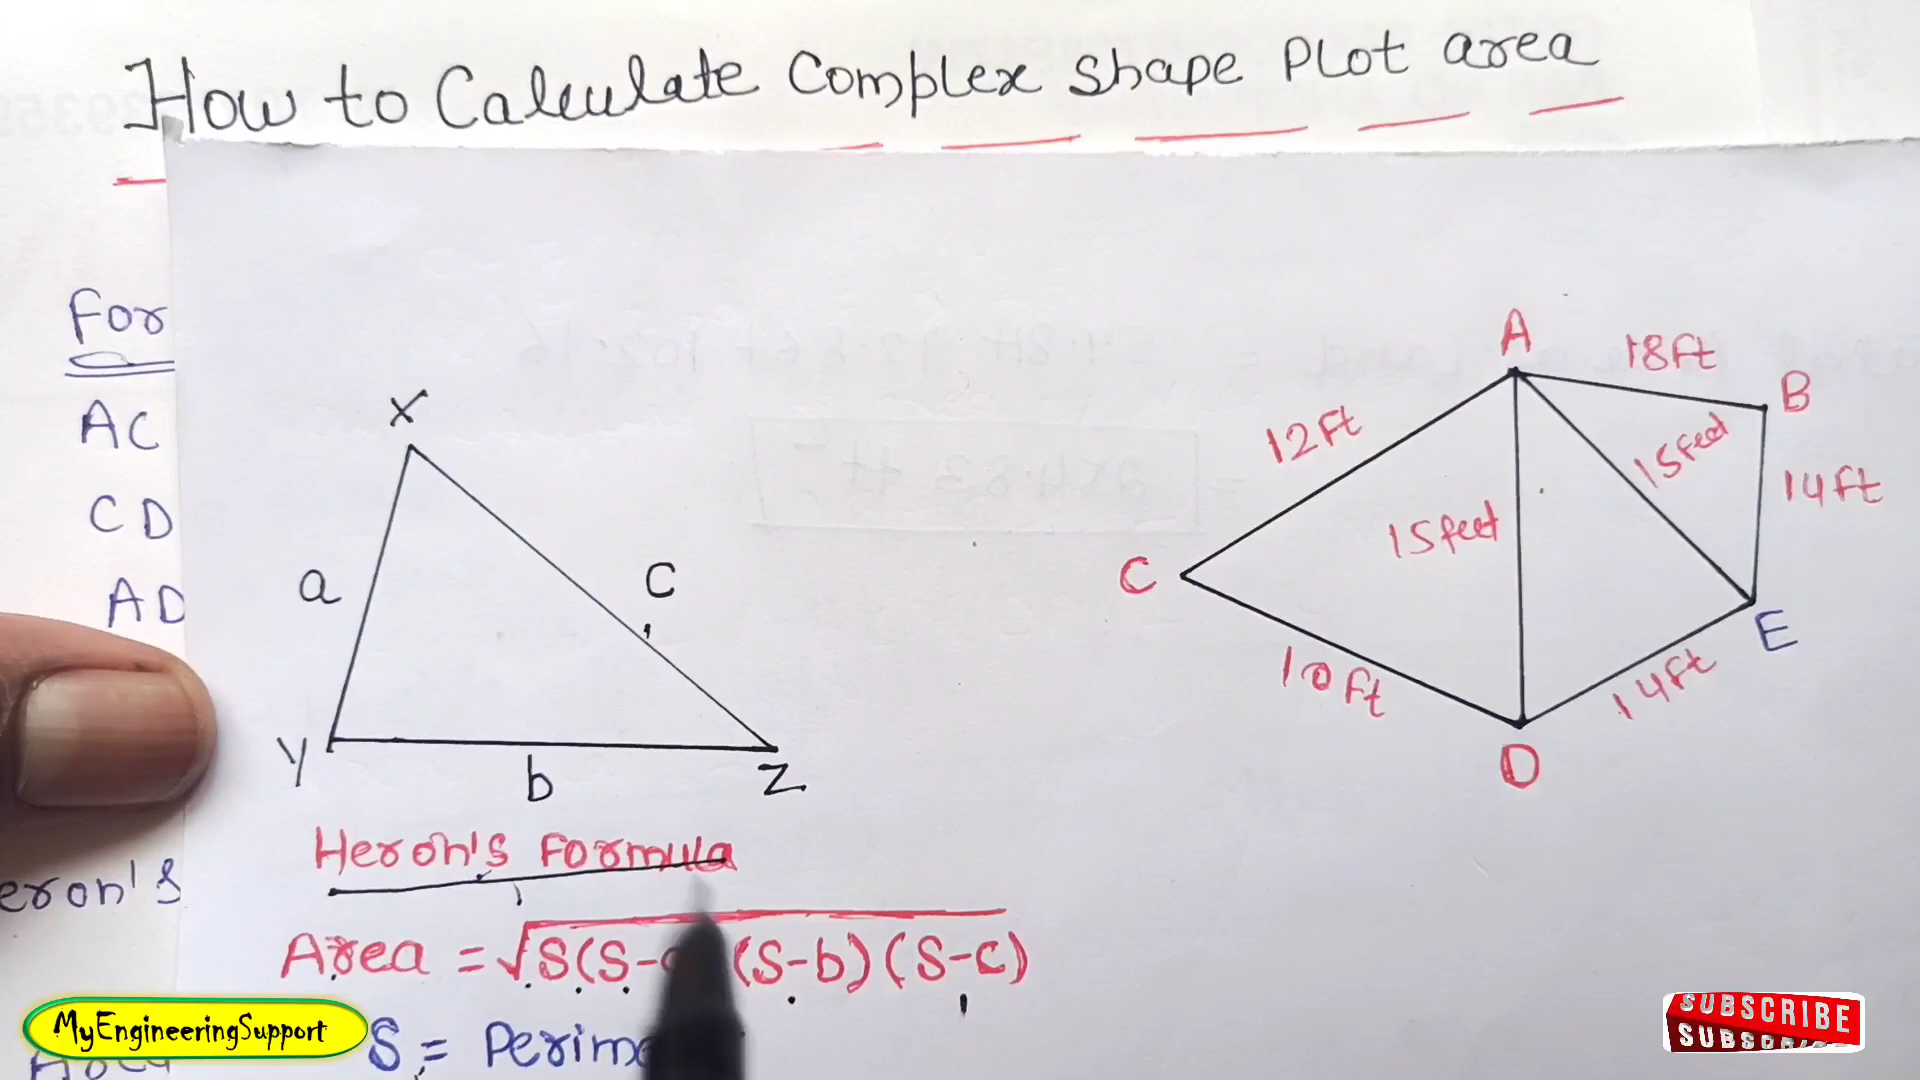 How to Calculate Complex Shape Plot area
For
AC
CD
AD
X
a
C
Y
b
Z
A
18Ft
B
12Ft
15feet
14Ft
15feet
C
E
10Ft
14Ft
D
Heron's Formula
eron's
Area = √S(S- (S-b)(S-c)
S =
MyEngineeringSupport
SUBSCRIBE